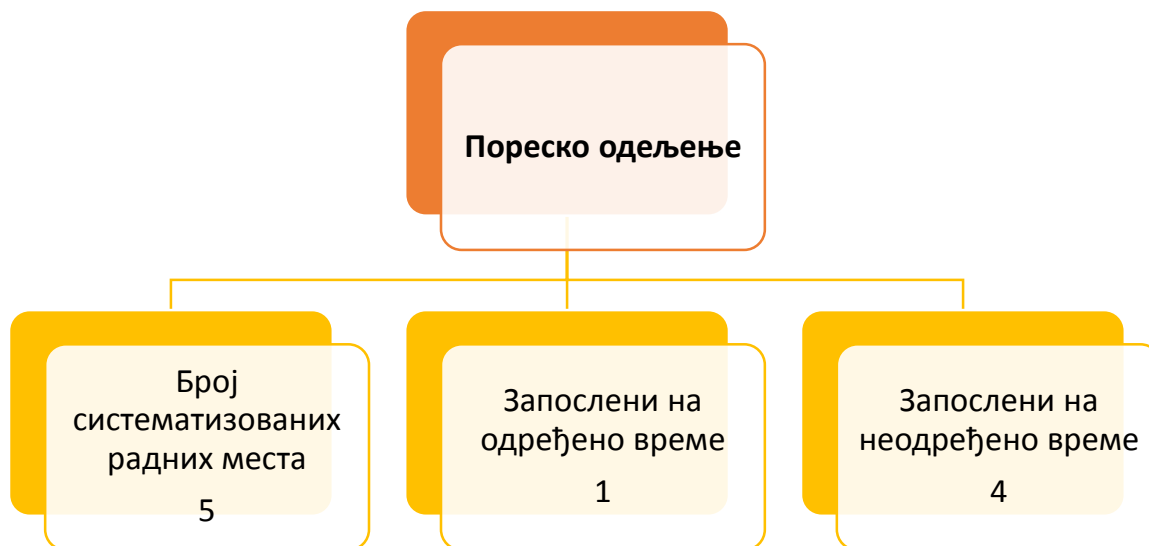 Пореско одељење
Број
систематизованих
радних места
5
Запослени на
одређено време
1
Запослени на
неодређено време
4